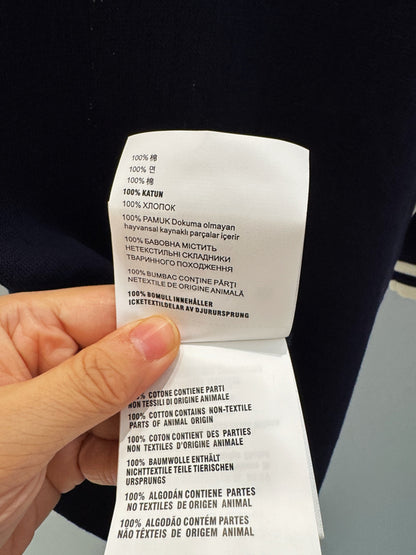 100% 棉
100% 면
100% 棉
100% KATUN
100% ХЛОПОК
100% PAMUK Dokuma olmayan
hayvansal kaynaklı parçalar içerir
100% БАВОВНА МІСТИТЬ
НЕТЕКСТИЛЬНІ СКЛАДНИКИ
ТВАРИННОГО ПОХОДЖЕННЯ
100% BUMBAC CONȚINE PĂRȚI
NETEXTILE DE ORIGINE ANIMALĂ
100% BOMULL INNEHÅLLER
ICKETEXTILDELAR AV DJURURSPRUNG
100% COTONE CONTIENE PARTI
NON TESSILI DI ORIGINE ANIMALE
100% COTTON CONTAINS NON-TEXTILE
PARTS OF ANIMAL ORIGIN
100% COTON CONTIENT DES PARTIES
NON TEXTILES D'ORIGINE ANIMALE
100% BAUMWOLLE ENTHÄLT
NICHTTEXTILE TEILE TIERISCHEN
URSPRUNGS
100% ALGODÓN CONTIENE PARTES
NO TEXTILES DE ORIGEN ANIMAL
100% ALGODÃO CONTÉM PARTES
NÃO TÊXTEIS DE ORIGEM ANIMAL